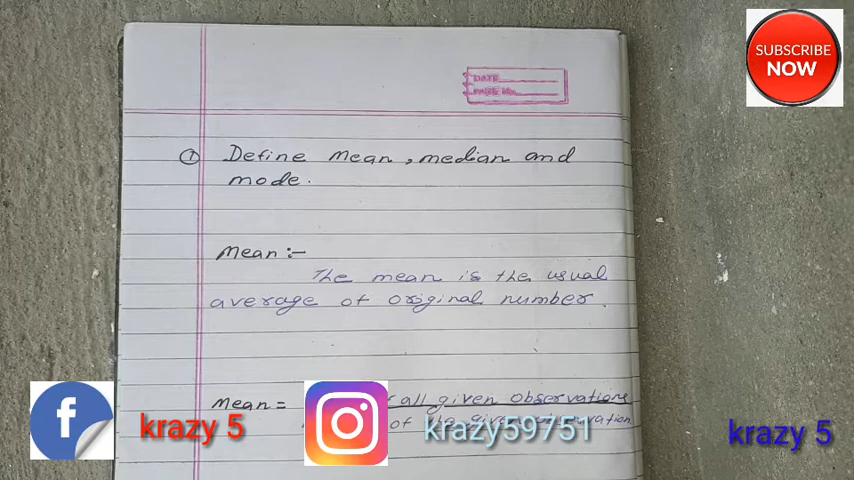 SUBSCRIBE
NOW
DATE
PAGE No.
① Define Mean, median and
mode.
Mean :-
The mean is the usual
average of original number.
Mean = all given observations
of the given
krazy 5
krazy59751
krazy 5